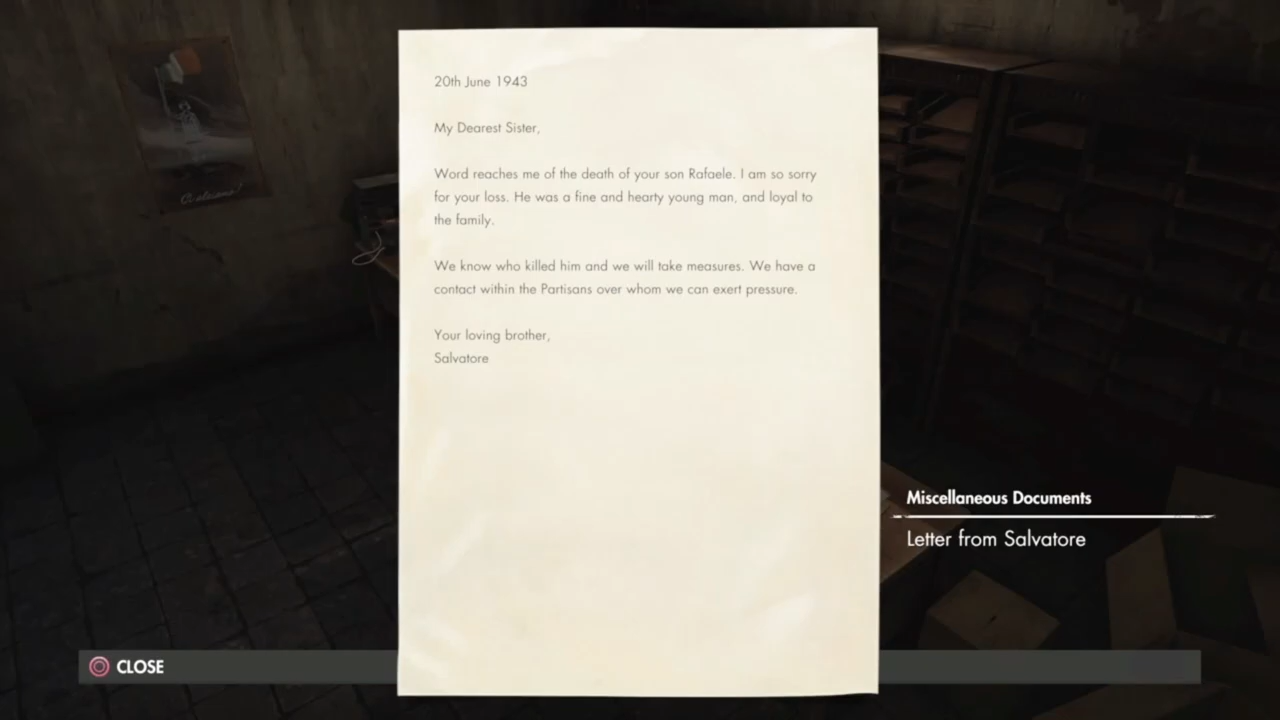 20th June 1943
My Dearest Sister,
Word reaches me of the death of your son Rafaele. I am so sorry
for your loss. He was a fine and hearty young man, and loyal to
the family.
We know who killed him and we will take measures. We have a
contact within the Partisans over whom we can exert pressure.
Your loving brother,
Salvatore
Miscellaneous Documents
Letter from Salvatore
CLOSE